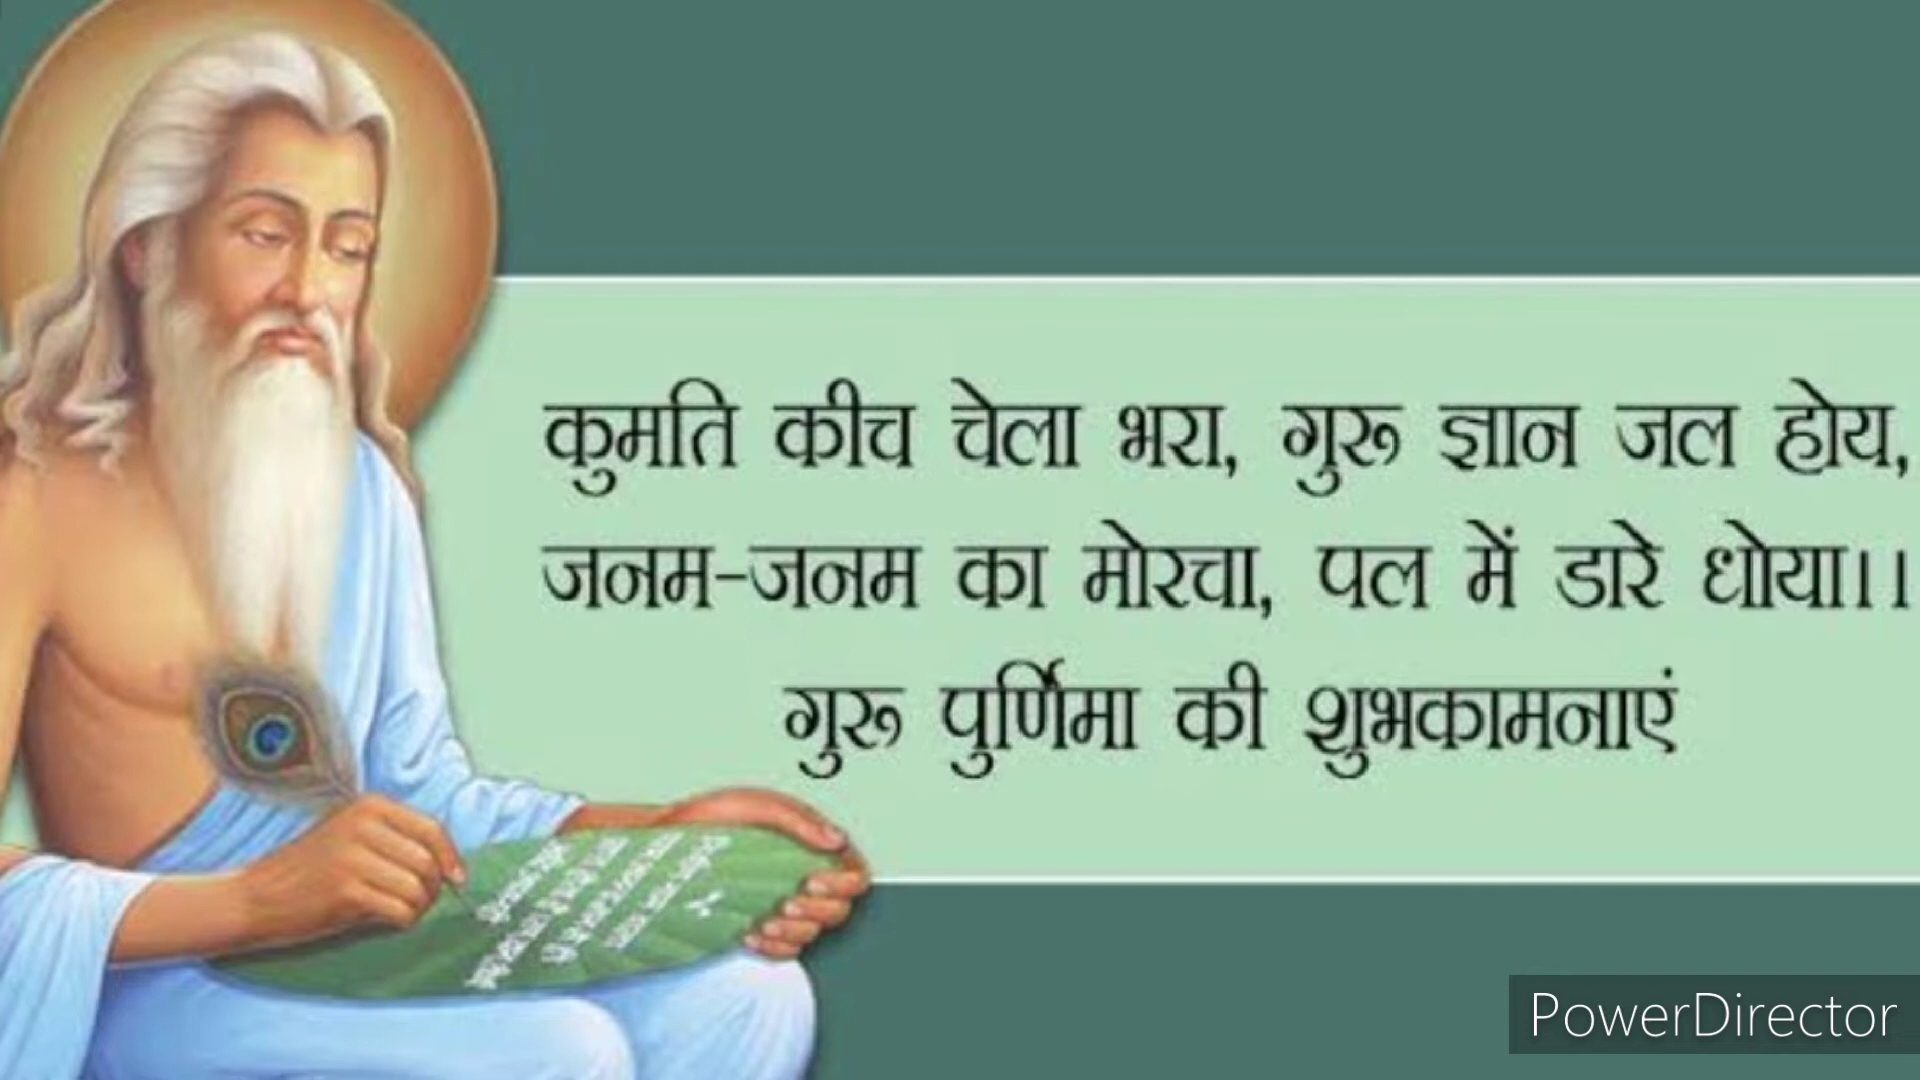 कुमति कीच चेला भरा, गुरू ज्ञान जल होय,
जनम-जनम का मोरचा, पल में डारे धोया।।
गुरू पुर्णिमा की शुभकामनाएं
PowerDirector